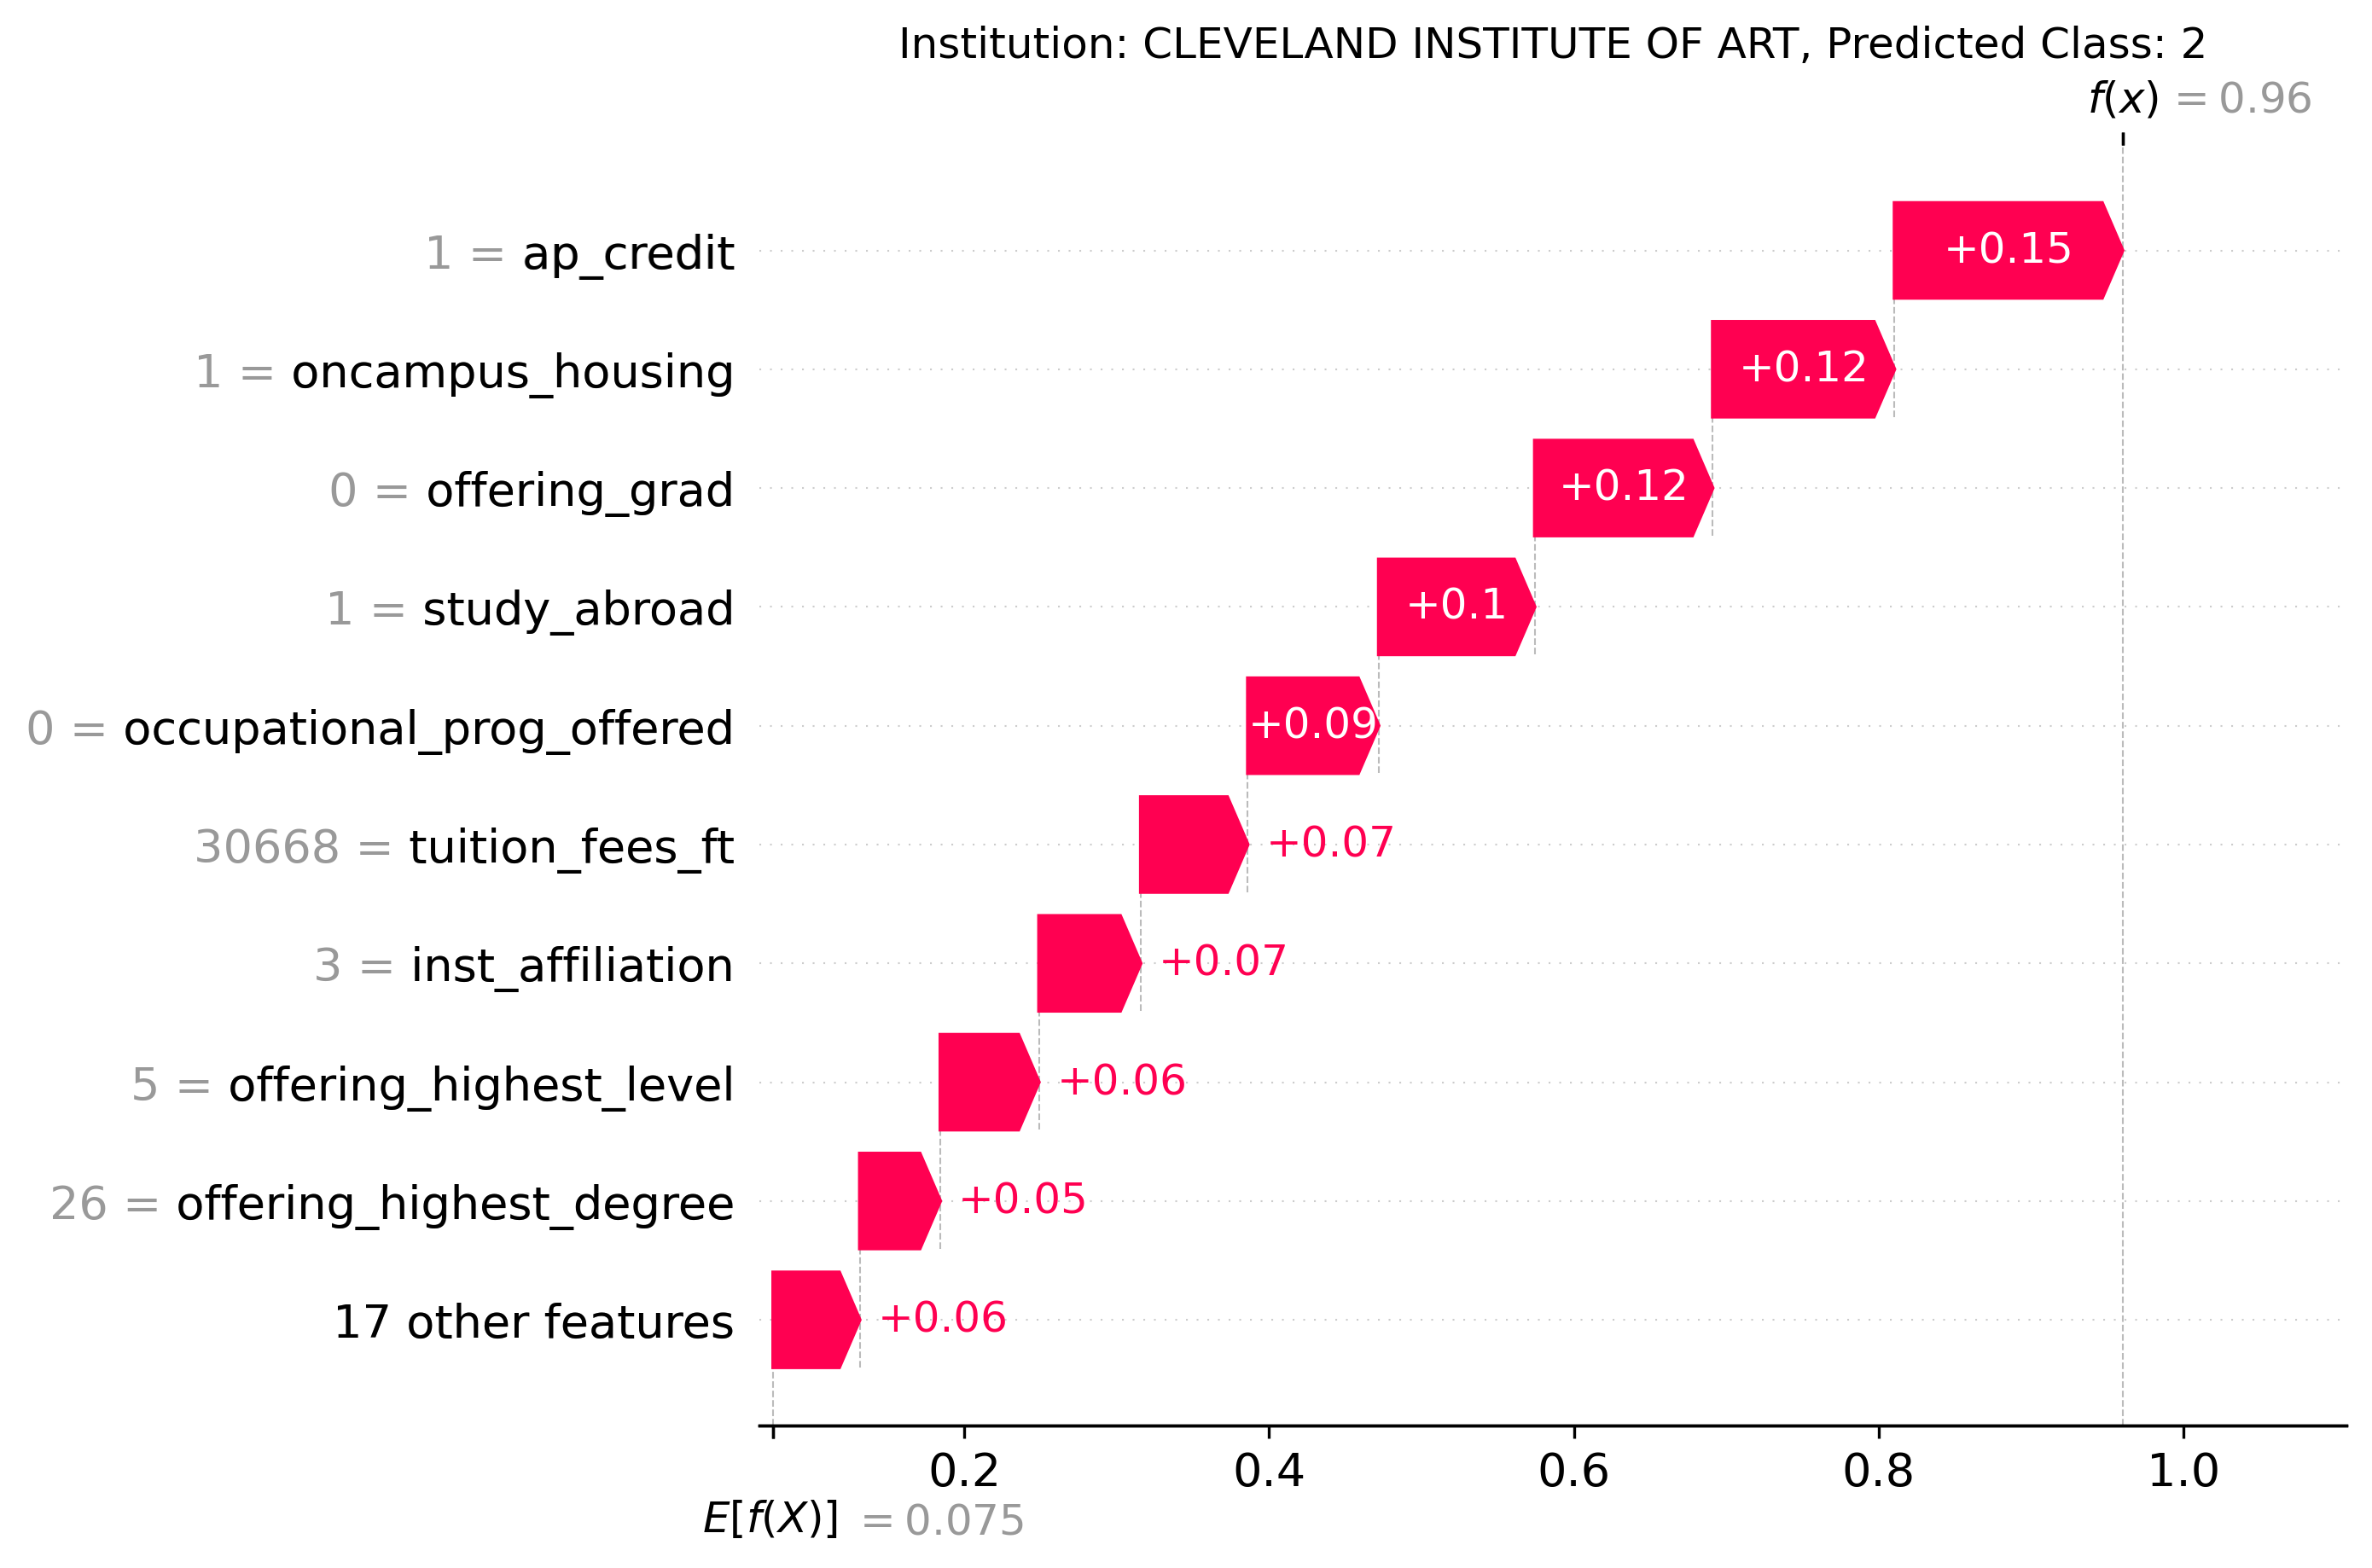 Institution: CLEVELAND INSTITUTE OF ART, Predicted Class: 2
f(x) = 0.96
1 = ap_credit +0.15
1 = oncampus_housing +0.12
0 = offering_grad +0.12
1 = study_abroad +0.1
0 = occupational_prog_offered +0.09
30668 = tuition_fees_ft +0.07
3 = inst_affiliation +0.07
5 = offering_highest_level +0.06
26 = offering_highest_degree +0.05
17 other features +0.06
0.2 0.4 0.6 0.8 1.0
E[f(X)] = 0.075